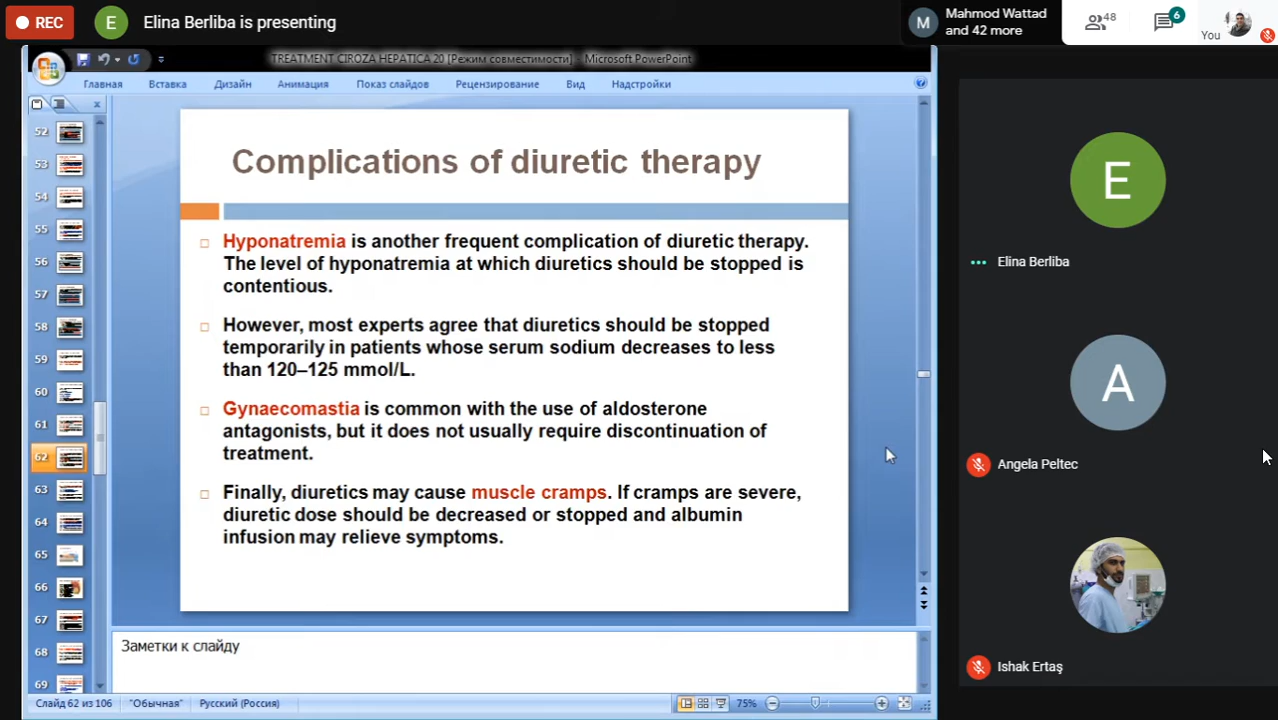 REC
E
Elina Berliba is presenting
M
Mahmod Wattad
and 42 more
48
6
You
TREATMENT CIROZA HEPATICA 20 [Режим совместимости] - Microsoft PowerPoint
Главная
Вставка
Дизайн
Анимация
Показ слайдов
Рецензирование
Вид
Надстройки
52
53
54
55
56
57
58
59
60
61
62
63
64
65
66
67
68
69
Complications of diuretic therapy
Hyponatremia is another frequent complication of diuretic therapy.
The level of hyponatremia at which diuretics should be stopped is
contentious.
However, most experts agree that diuretics should be stopped
temporarily in patients whose serum sodium decreases to less
than 120–125 mmol/L.
Gynaecomastia is common with the use of aldosterone
antagonists, but it does not usually require discontinuation of
treatment.
Finally, diuretics may cause muscle cramps. If cramps are severe,
diuretic dose should be decreased or stopped and albumin
infusion may relieve symptoms.
Заметки к слайду
Слайд 62 из 106
"Обычная"
Русский (Россия)
75%
E
Elina Berliba
A
Angela Peltec
Ishak Ertaş